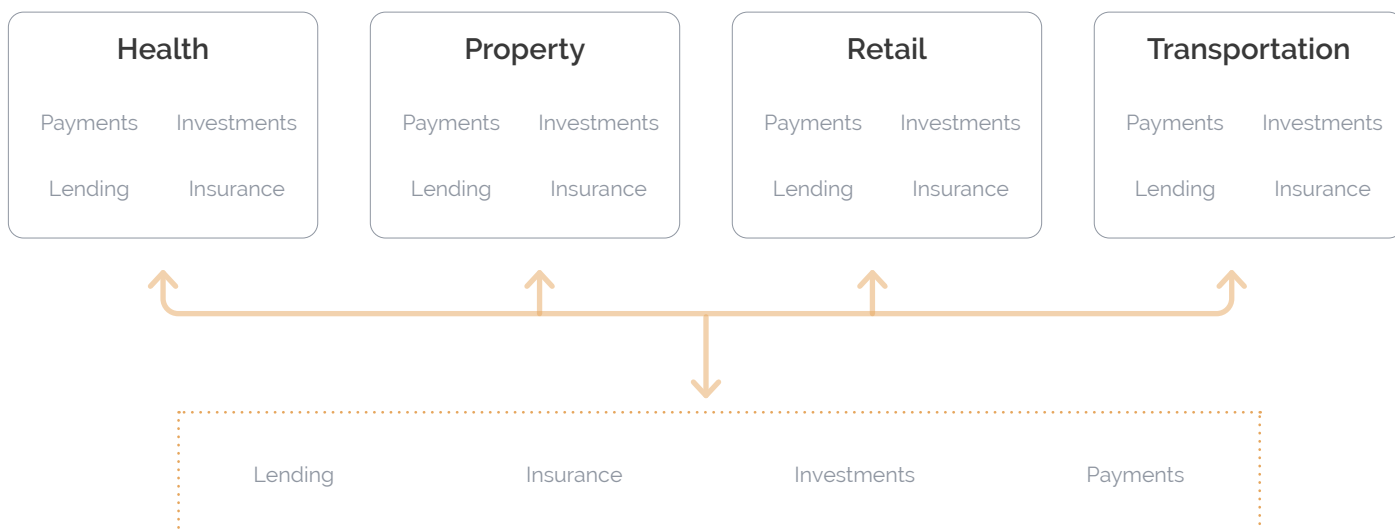 Health
Payments Investments
Lending Insurance
Property
Payments Investments
Lending Insurance
Retail
Payments Investments
Lending Insurance
Transportation
Payments Investments
Lending Insurance
Lending Insurance Investments Payments